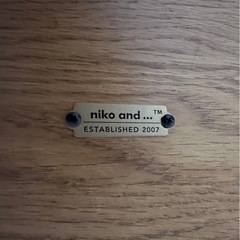 niko and ...™
ESTABLISHED 2007